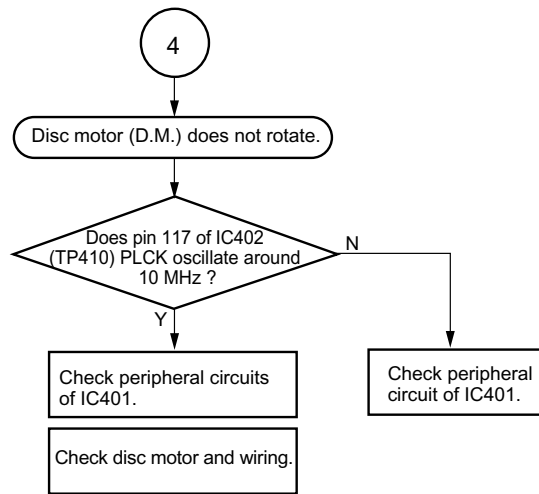 4
Disc motor (D.M.) does not rotate.
Does pin 117 of IC402
(TP410) PLCK oscillate around
10 MHz ?
N
Y
Check peripheral circuits
of IC401.
Check peripheral
circuit of IC401.
Check disc motor and wiring.